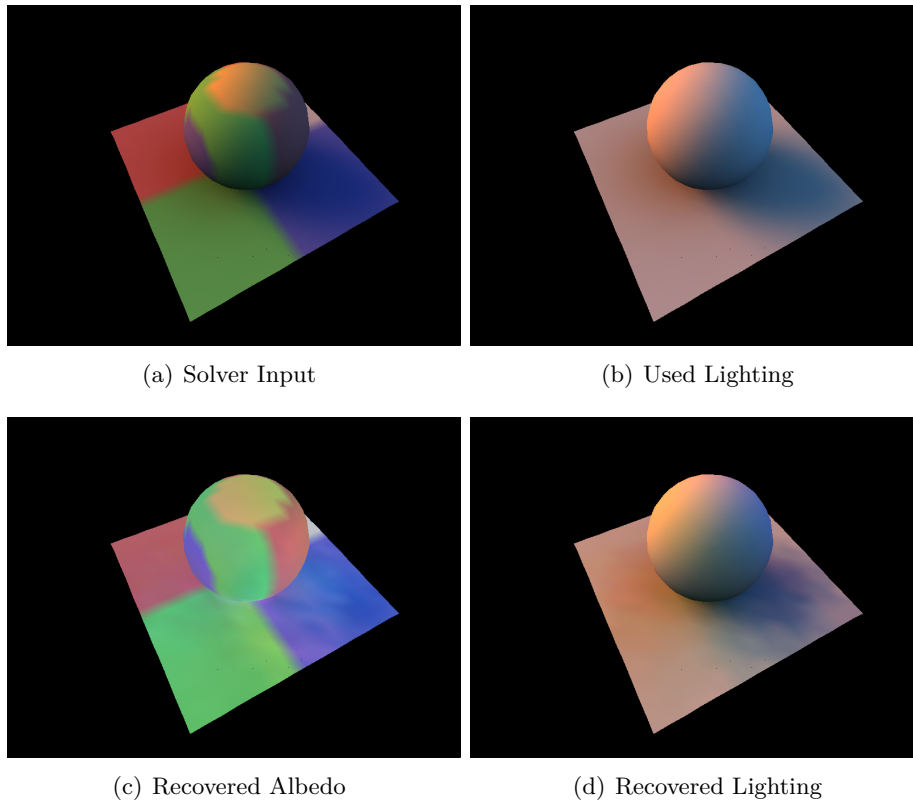 (a) Solver Input
(b) Used Lighting
(c) Recovered Albedo
(d) Recovered Lighting